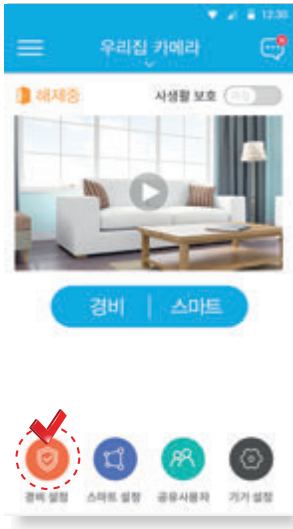 12:30
우리집 카메라
해제중
사생활 보호
경비 스마트
경비 설정
스마트 설정
공유사용자
기기 설정